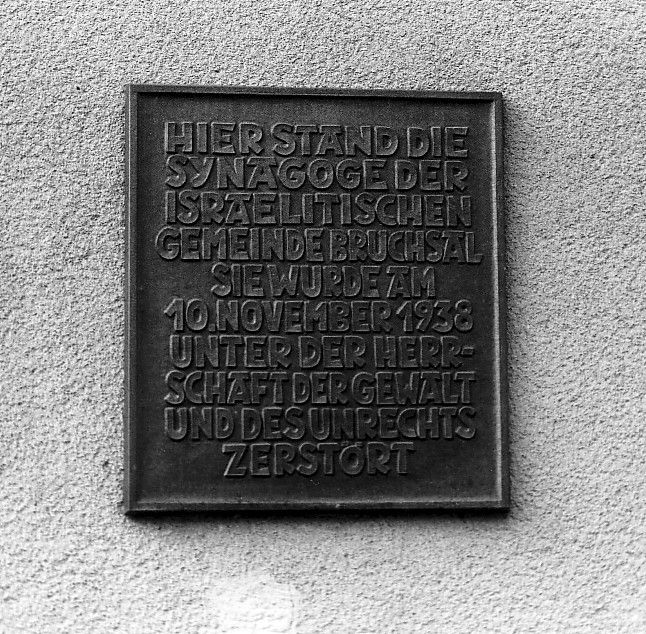 HIER STAND DIE
SYNAGOGE DER
ISRAELITISCHEN
GEMEINDE BRUCHSAL
SIE WURDE AM
10. NOVEMBER 1938
UNTER DER HERR-
SCHAFT DER GEWALT
UND DES UNRECHTS
ZERSTÖRT